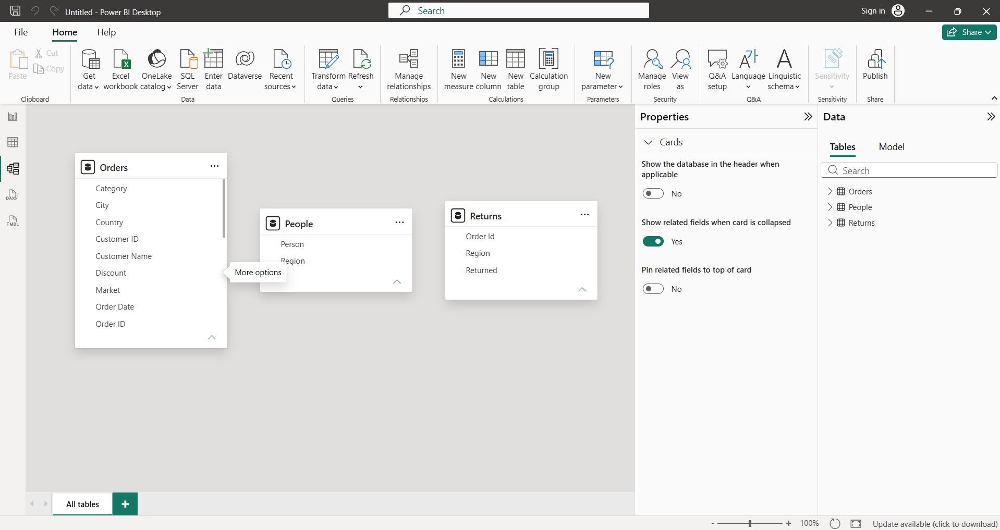 Untitled - Power BI Desktop
Search
Sign in
File
Home
Help
Share
Paste
Cut
Copy
Clipboard
Get data
Excel workbook
OneLake catalog
SQL Server
Enter data
Dataverse
Recent sources
Data
Transform data
Refresh
Queries
Manage relationships
Relationships
New measure
New column
New table
Calculation group
Calculations
New parameter
Parameters
Manage roles
View as
Security
Q&A setup
Language
Linguistic schema
Q&A
Sensitivity
Sensitivity
Publish
Share
DAX
TMDL
Orders
Category
City
Country
Customer ID
Customer Name
Discount
Market
Order Date
Order ID
More options
People
Person
Region
Returns
Order Id
Region
Returned
Properties
Cards
Show the database in the header when
applicable
No
Show related fields when card is collapsed
Yes
Pin related fields to top of card
No
Data
Tables
Model
Search
Orders
People
Returns
All tables
100%
Update available (click to download)